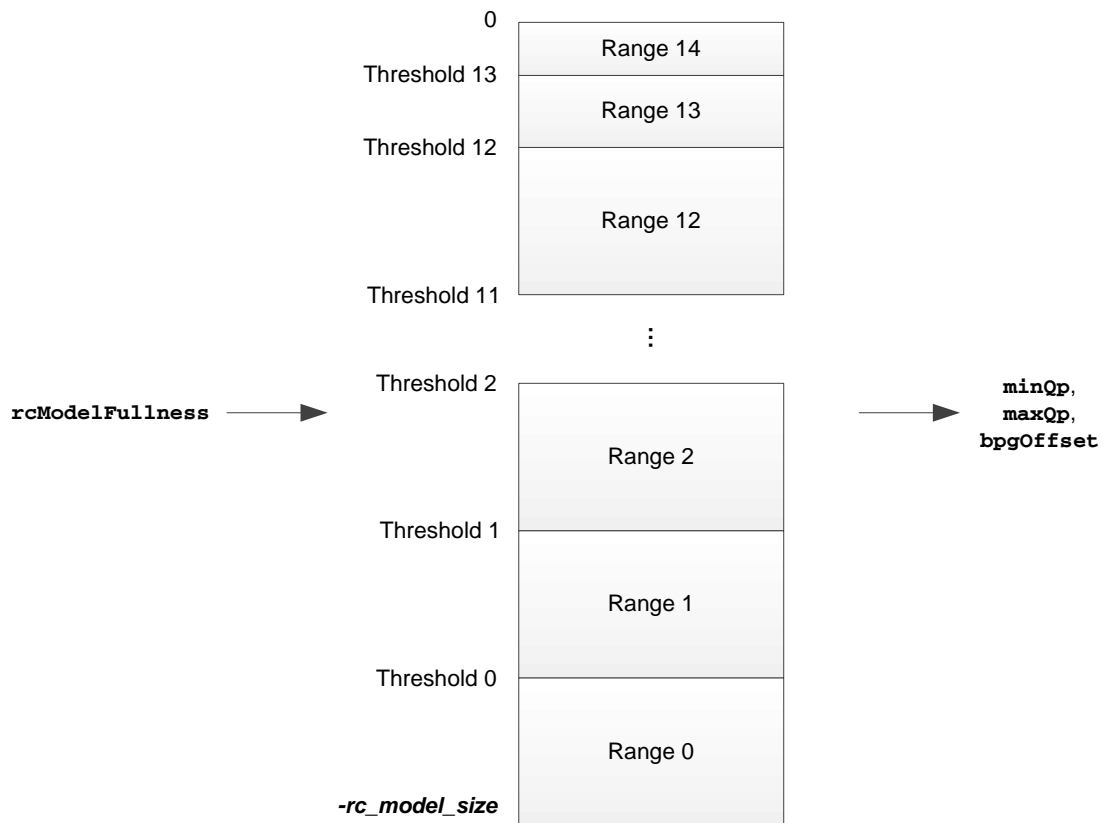 0
Range 14
Threshold 13
Range 13
Threshold 12
Range 12
Threshold 11
...
Threshold 2
rcModelFullness
minQp,
maxQp,
bpgOffset
Range 2
Threshold 1
Range 1
Threshold 0
Range 0
-rc_model_size